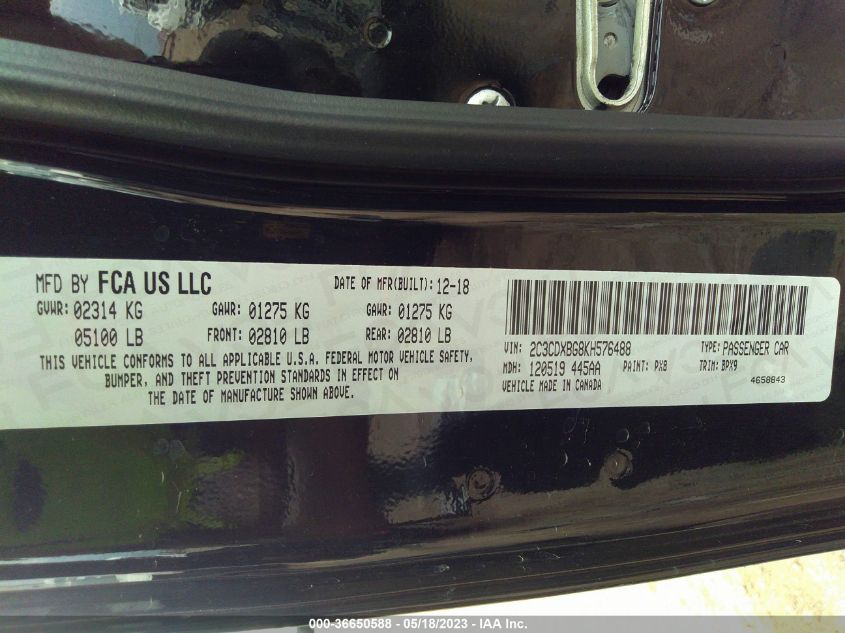 MFD BY FCA US LLC
DATE OF MFR(BUILT): 12-18
GVWR: 02314 KG GAWR: 01275 KG GAWR: 01275 KG
05100 LB FRONT: 02810 LB REAR: 02810 LB
THIS VEHICLE CONFORMS TO ALL APPLICABLE U.S.A. FEDERAL MOTOR VEHICLE SAFETY,
BUMPER, AND THEFT PREVENTION STANDARDS IN EFFECT ON
THE DATE OF MANUFACTURE SHOWN ABOVE.
VIN: 2C3CDXBG8KH576488 TYPE: PASSENGER CAR
MDH: 120519 445AA PAINT: PX8 TRIM: BPX9
VEHICLE MADE IN CANADA 4658843
000-36650588 — 05/18/2023 — IAA Inc.